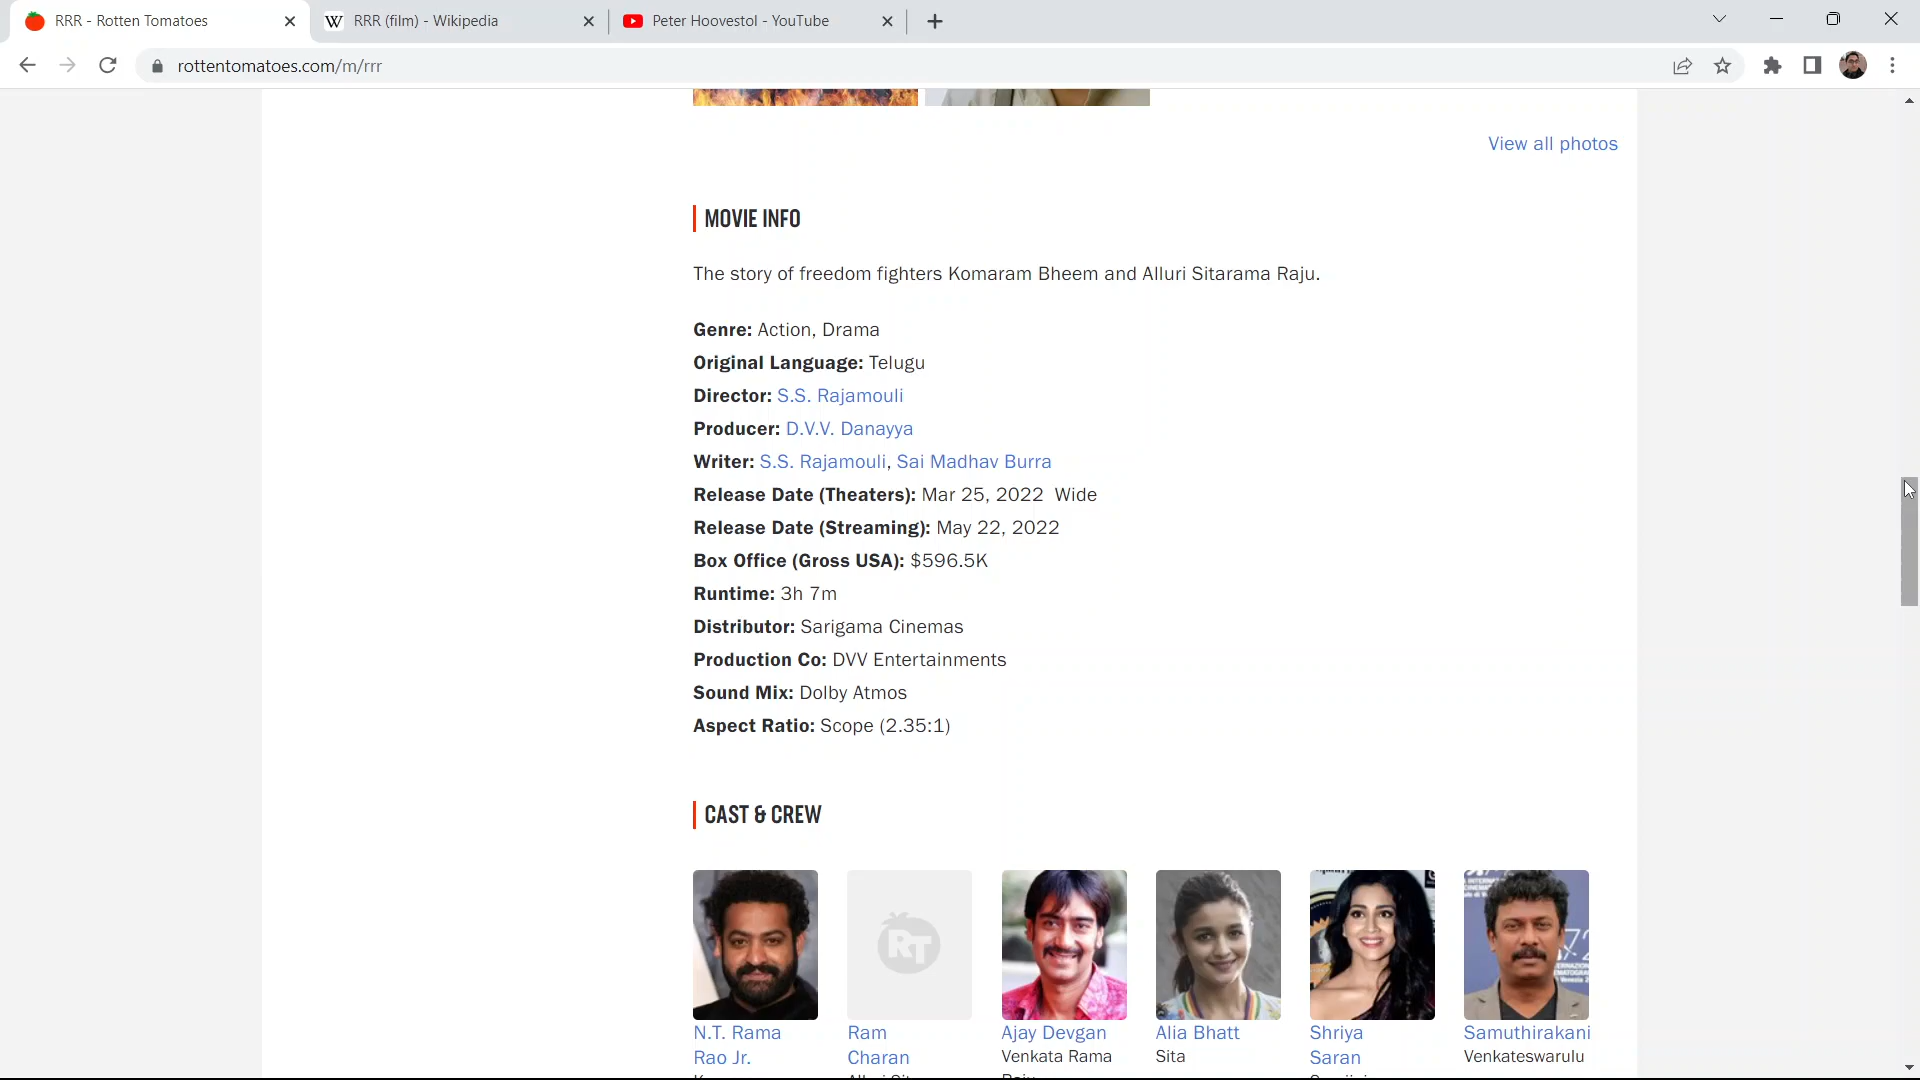 RRR - Rotten Tomatoes
RRR (film) - Wikipedia
Peter Hoovestol - YouTube
rottentomatoes.com/m/rrr
View all photos
MOVIE INFO
The story of freedom fighters Komaram Bheem and Alluri Sitarama Raju.
Genre: Action, Drama
Original Language: Telugu
Director: S.S. Rajamouli
Producer: D.V.V. Danayya
Writer: S.S. Rajamouli, Sai Madhav Burra
Release Date (Theaters): Mar 25, 2022 Wide
Release Date (Streaming): May 22, 2022
Box Office (Gross USA): $596.5K
Runtime: 3h 7m
Distributor: Sarigama Cinemas
Production Co: DVV Entertainments
Sound Mix: Dolby Atmos
Aspect Ratio: Scope (2.35:1)
CAST & CREW
RT
N.T. Rama
Rao Jr.
Ram
Charan
Ajay Devgan
Venkata Rama
Alia Bhatt
Sita
Shriya
Saran
Samuthirakani
Venkateswarulu